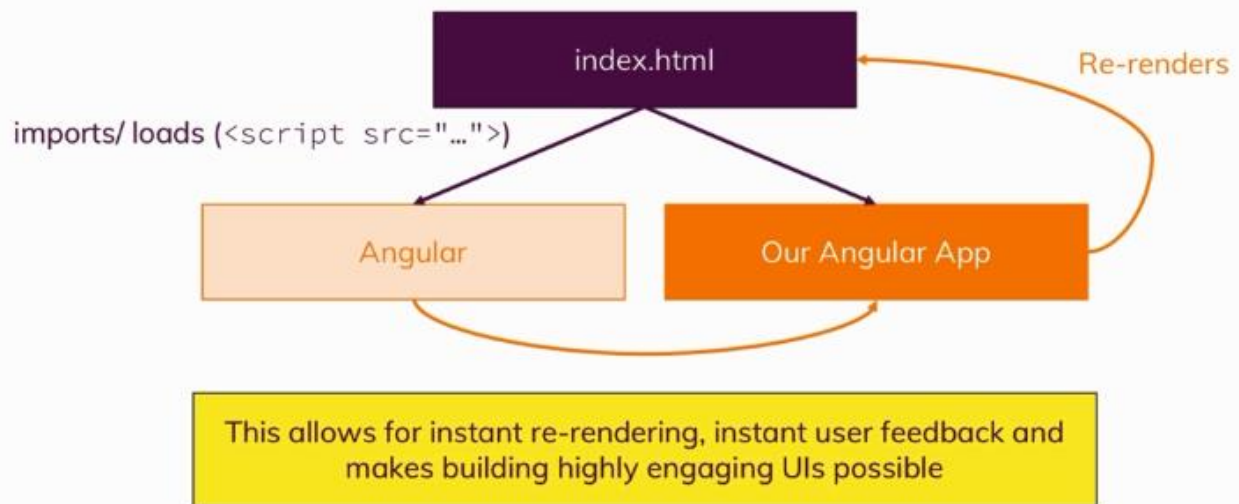 index.html
Re-renders
imports/ loads (<script src="…">)
Angular
Our Angular App
This allows for instant re-rendering, instant user feedback and
makes building highly engaging UIs possible